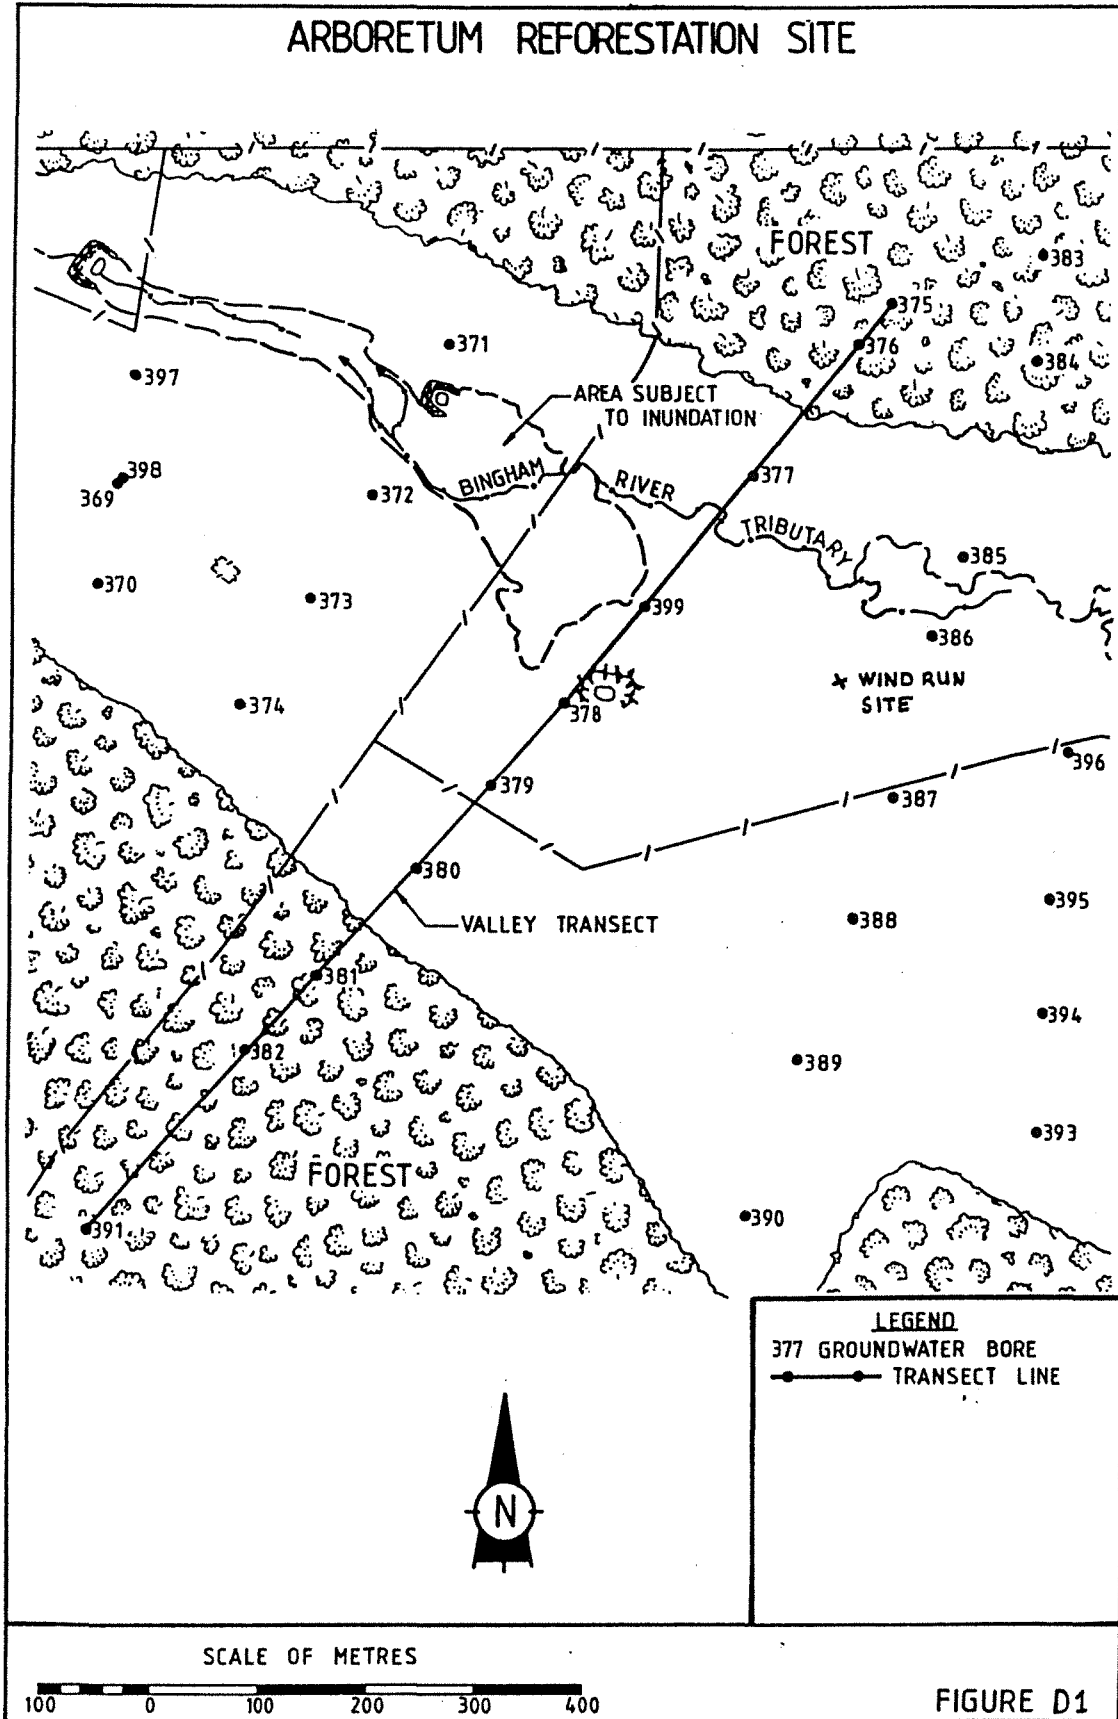 ARBORETUM REFORESTATION SITE
FOREST
383
375
371
376
384
397
AREA SUBJECT
TO INUNDATION
398
369
372
BINGHAM RIVER TRIBUTARY
377
385
370
373
399
386
WIND RUN
SITE
374
378
396
379
387
380
395
388
VALLEY TRANSECT
381
394
382
389
393
FOREST
390
391
LEGEND
377 GROUNDWATER BORE
TRANSECT LINE
N
SCALE OF METRES
100 0 100 200 300 400
FIGURE D1